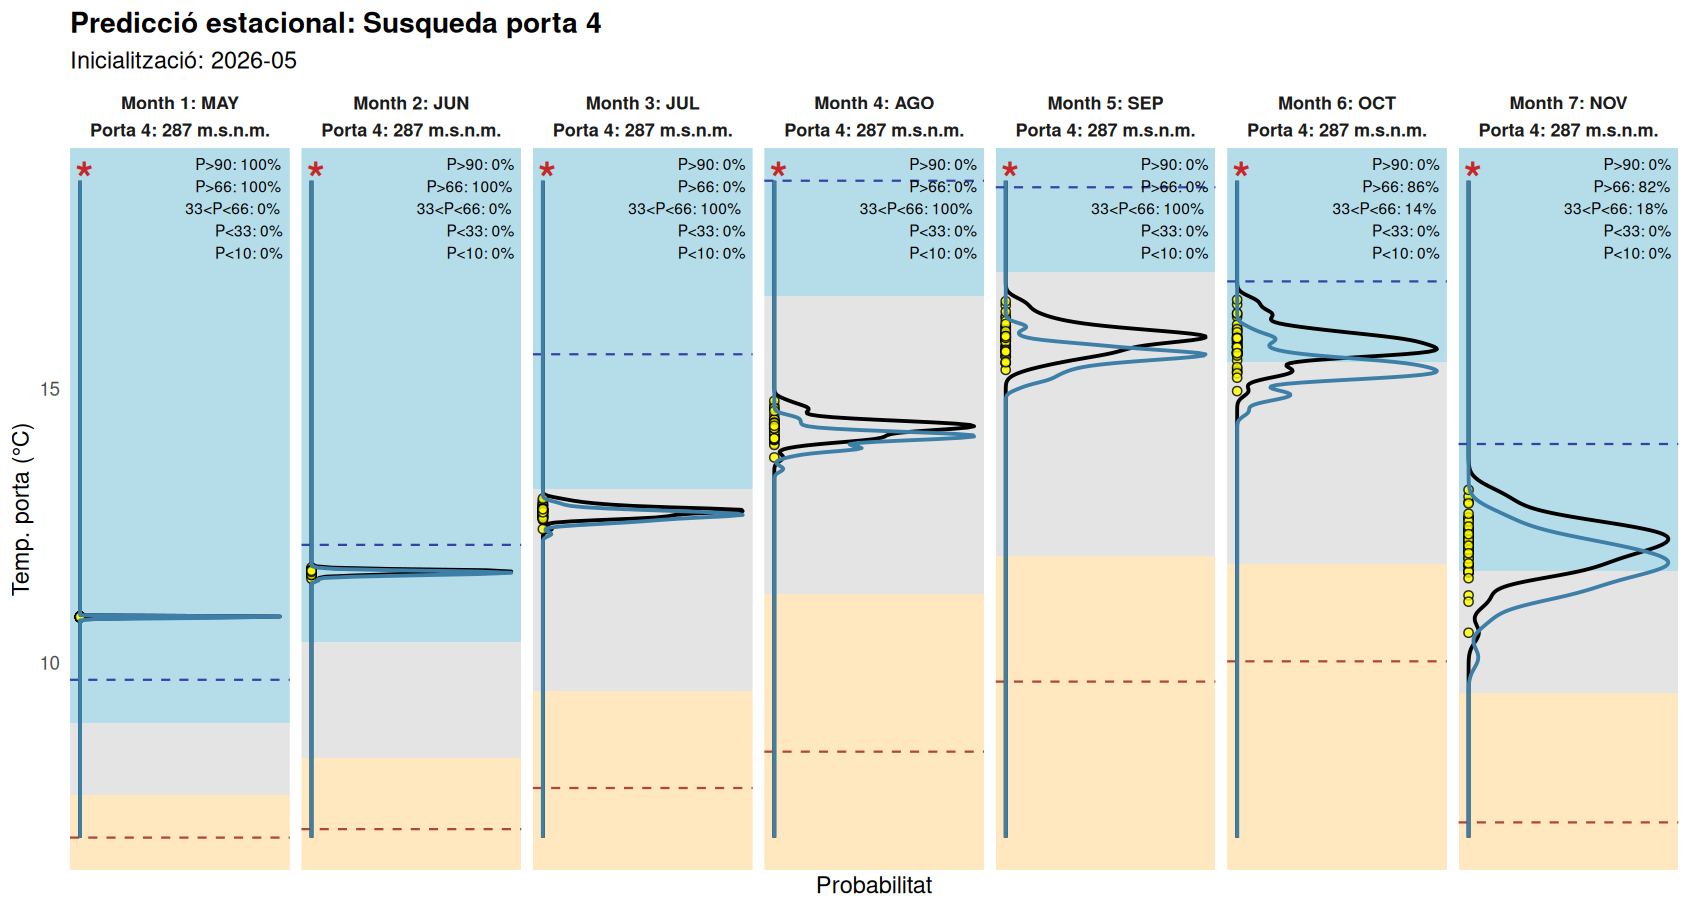 Predicció estacional: Susqueda porta 4
Inicialització: 2026-05
Month 1: MAY
Porta 4: 287 m.s.n.m.
Month 2: JUN
Porta 4: 287 m.s.n.m.
Month 3: JUL
Porta 4: 287 m.s.n.m.
Month 4: AGO
Porta 4: 287 m.s.n.m.
Month 5: SEP
Porta 4: 287 m.s.n.m.
Month 6: OCT
Porta 4: 287 m.s.n.m.
Month 7: NOV
Porta 4: 287 m.s.n.m.
*
P>90: 100%
P>66: 100%
33<P<66: 0%
P<33: 0%
P<10: 0%
*
P>90: 0%
P>66: 100%
33<P<66: 0%
P<33: 0%
P<10: 0%
*
P>90: 0%
P>66: 0%
33<P<66: 100%
P<33: 0%
P<10: 0%
*
P>90: 0%
P>66: 0%
33<P<66: 100%
P<33: 0%
P<10: 0%
*
P>90: 0%
P>66: 0%
33<P<66: 100%
P<33: 0%
P<10: 0%
*
P>90: 0%
P>66: 86%
33<P<66: 14%
P<33: 0%
P<10: 0%
*
P>90: 0%
P>66: 82%
33<P<66: 18%
P<33: 0%
P<10: 0%
15
10
Temp. porta (°C)
Probabilitat